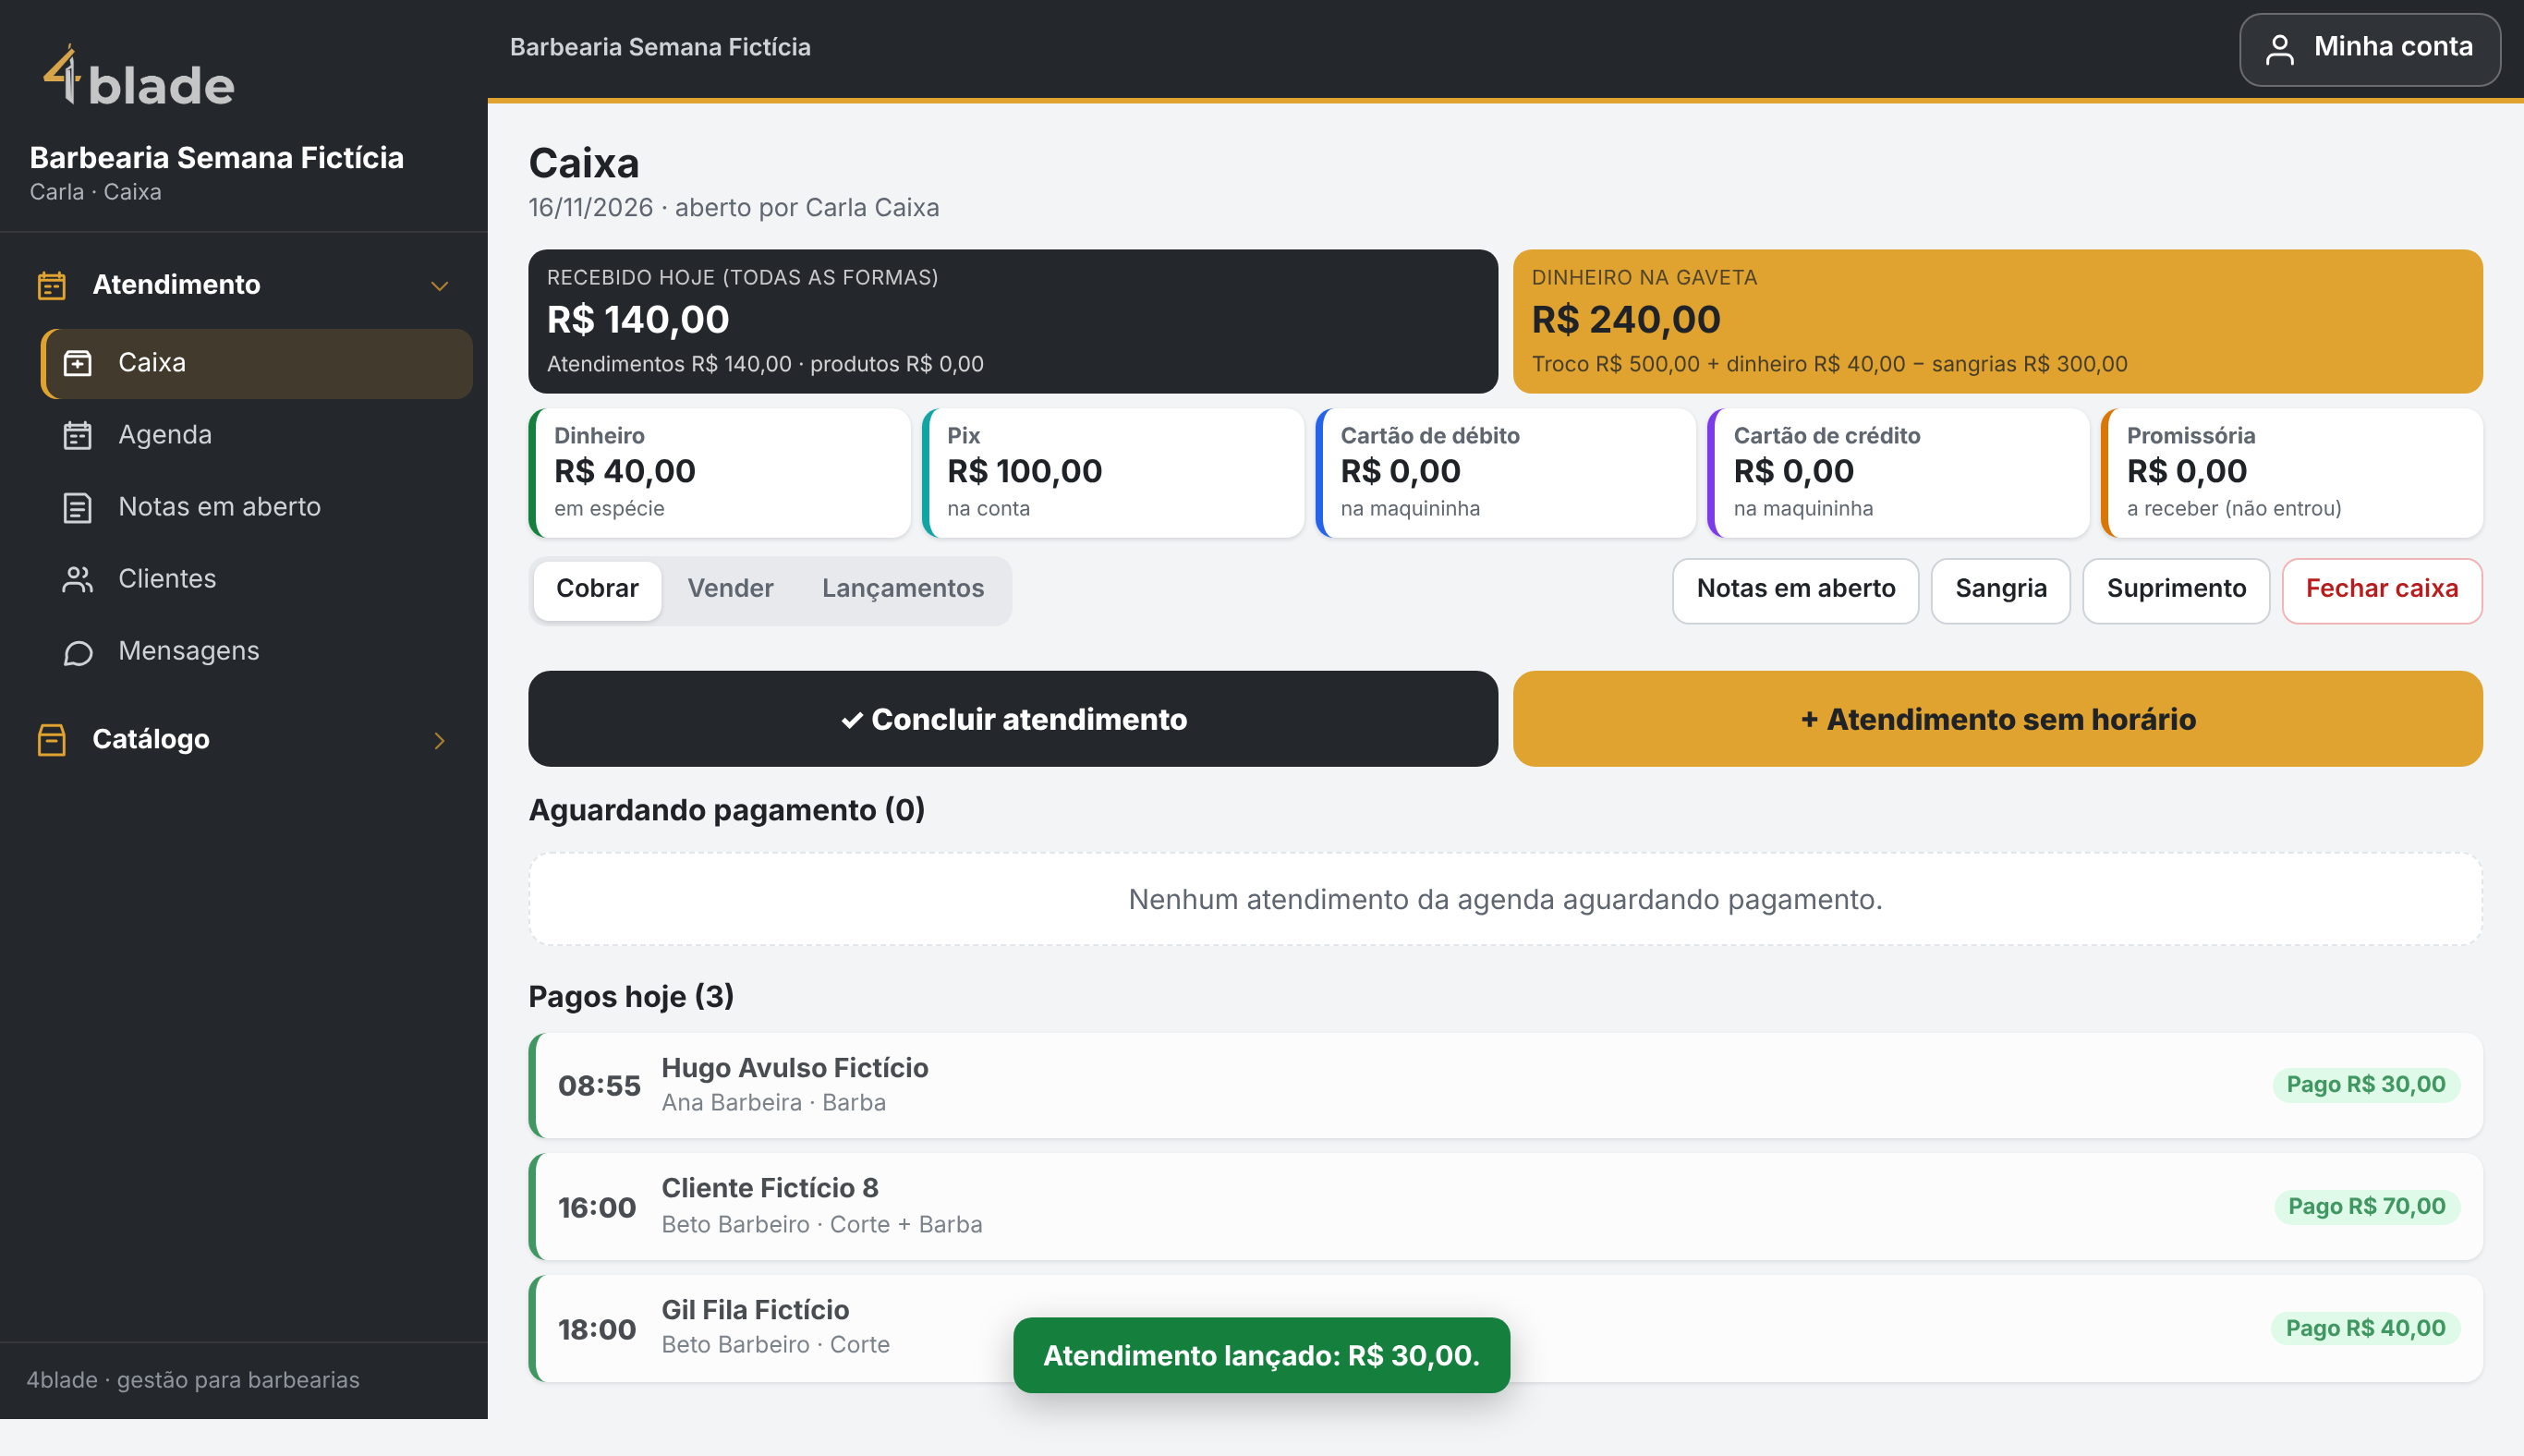 4blade
Barbearia Semana Fictícia
Carla · Caixa
Atendimento
Caixa
Agenda
Notas em aberto
Clientes
Mensagens
Catálogo
4blade · gestão para barbearias
Barbearia Semana Fictícia
Minha conta
Caixa
16/11/2026 · aberto por Carla Caixa
RECEBIDO HOJE (TODAS AS FORMAS)
R$ 140,00
Atendimentos R$ 140,00 · produtos R$ 0,00
DINHEIRO NA GAVETA
R$ 240,00
Troco R$ 500,00 + dinheiro R$ 40,00 − sangrias R$ 300,00
Dinheiro
R$ 40,00
em espécie
Pix
R$ 100,00
na conta
Cartão de débito
R$ 0,00
na maquininha
Cartão de crédito
R$ 0,00
na maquininha
Promissória
R$ 0,00
a receber (não entrou)
Cobrar
Vender
Lançamentos
Notas em aberto
Sangria
Suprimento
Fechar caixa
✓ Concluir atendimento
+ Atendimento sem horário
Aguardando pagamento (0)
Nenhum atendimento da agenda aguardando pagamento.
Pagos hoje (3)
08:55
Hugo Avulso Fictício
Ana Barbeira · Barba
Pago R$ 30,00
16:00
Cliente Fictício 8
Beto Barbeiro · Corte + Barba
Pago R$ 70,00
18:00
Gil Fila Fictício
Beto Barbeiro · Corte
Pago R$ 40,00
Atendimento lançado: R$ 30,00.